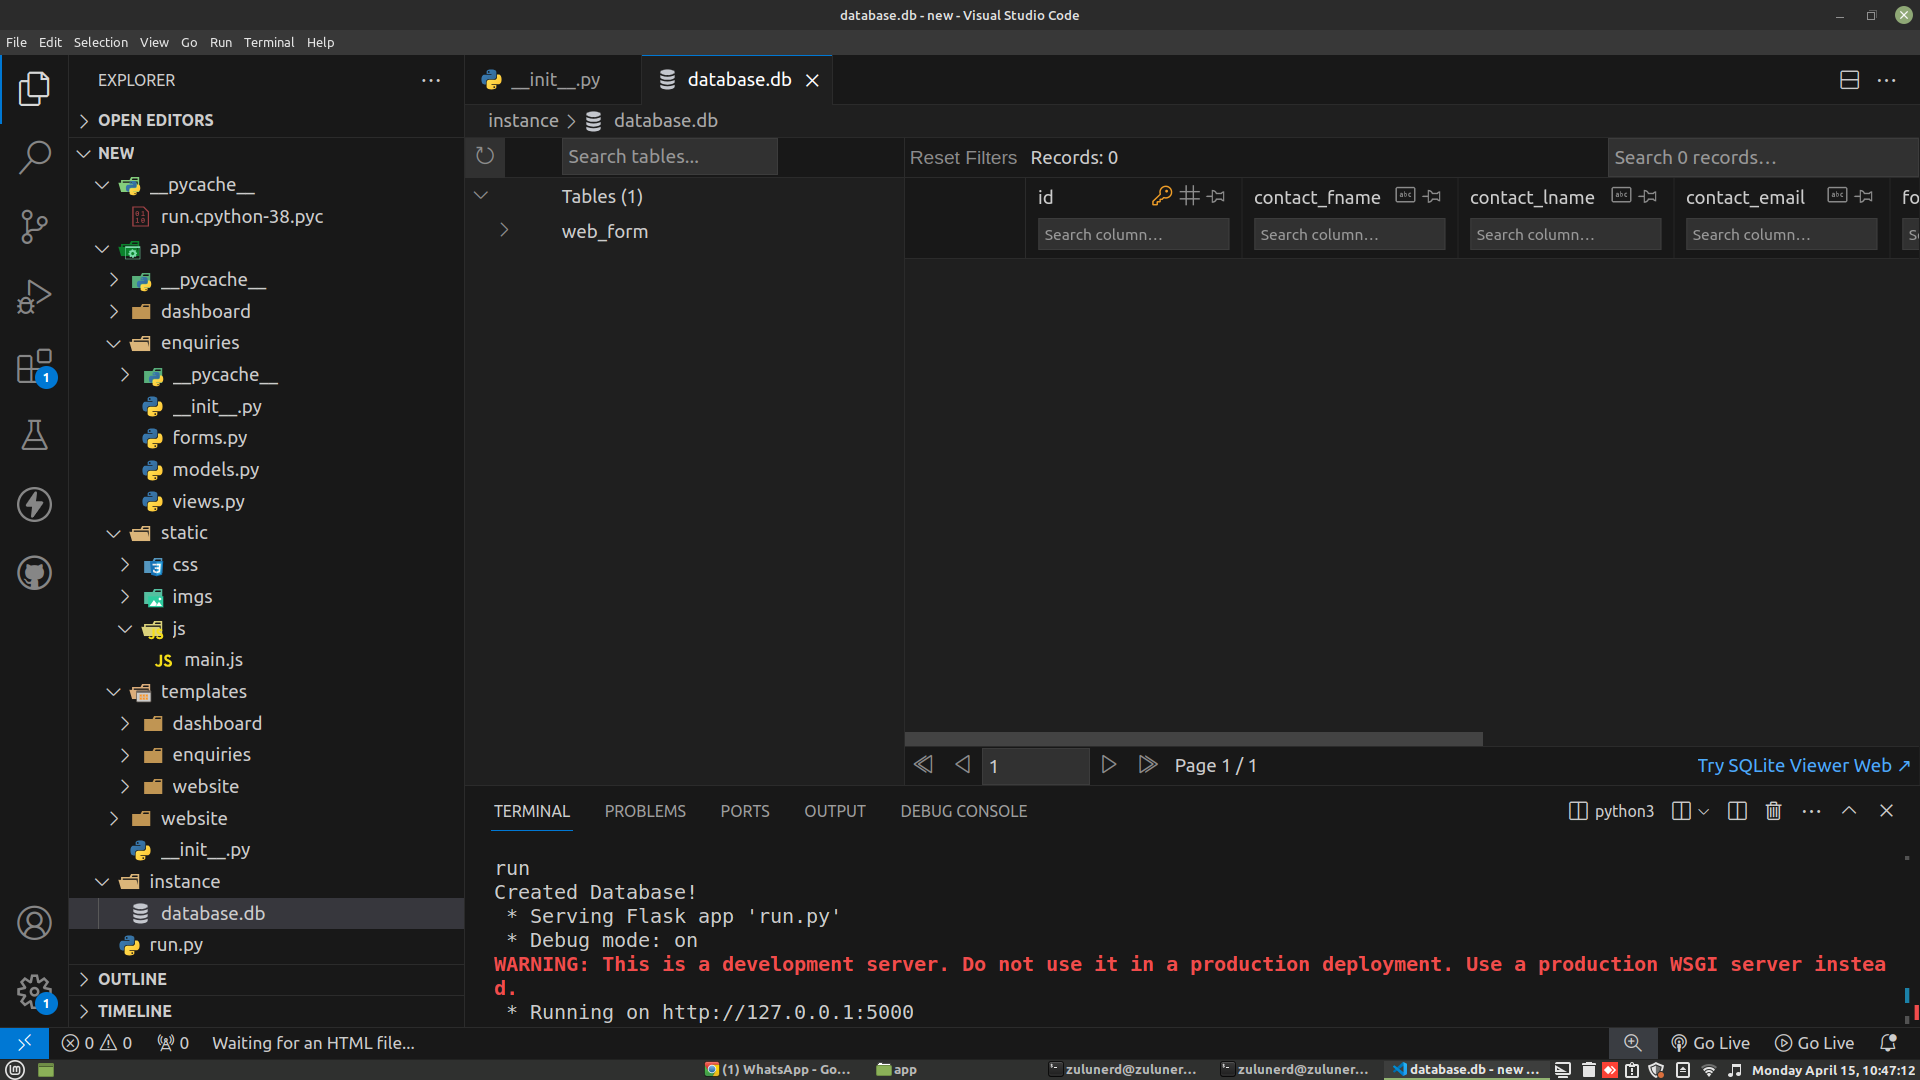 database.db - new - Visual Studio Code
File Edit Selection View Go Run Terminal Help
EXPLORER
OPEN EDITORS
NEW
__pycache__
run.cpython-38.pyc
app
__pycache__
dashboard
enquiries
__pycache__
__init__.py
forms.py
models.py
views.py
static
css
imgs
js
JS main.js
templates
dashboard
enquiries
website
website
__init__.py
instance
database.db
run.py
OUTLINE
TIMELINE
1
1
__init__.py database.db
instance > database.db
Search tables...
Tables (1)
web_form
Reset Filters Records: 0 Search 0 records...
id contact_fname contact_lname contact_email fo
Search column... Search column... Search column... Search column... S
1 Page 1 / 1 Try SQLite Viewer Web ↗
TERMINAL PROBLEMS PORTS OUTPUT DEBUG CONSOLE python3
run
Created Database!
* Serving Flask app 'run.py'
* Debug mode: on
WARNING: This is a development server. Do not use it in a production deployment. Use a production WSGI server instea
d.
* Running on http://127.0.0.1:5000
0 0 0 Waiting for an HTML file... Go Live Go Live
(1) WhatsApp - Go... app zulunerd@zuluner... zulunerd@zuluner... database.db - new ... Monday April 15, 10:47:12